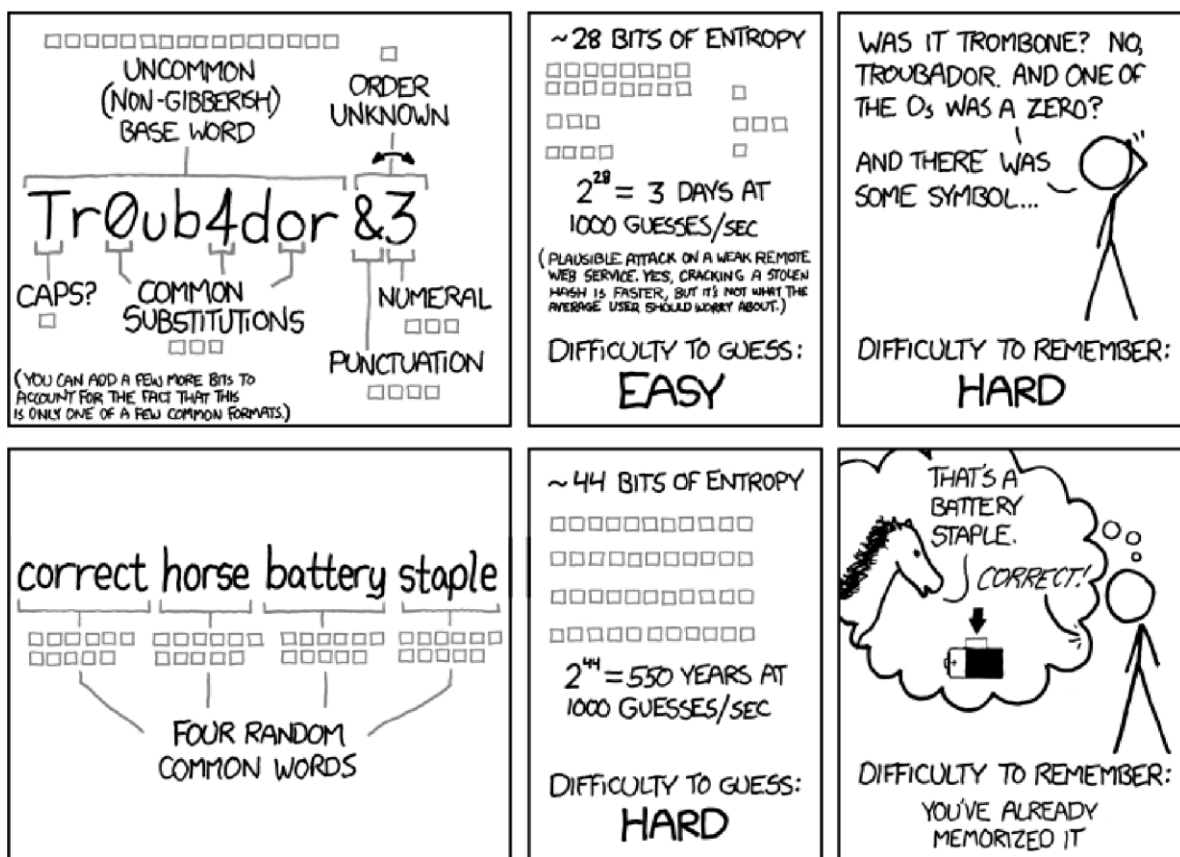 UNCOMMON
(NON-GIBBERISH)
BASE WORD
ORDER
UNKNOWN
Tr0ub4dor &3
CAPS?
COMMON
SUBSTITUTIONS
NUMERAL
PUNCTUATION
(YOU CAN ADD A FEW MORE BITS TO
ACCOUNT FOR THE FACT THAT THIS
IS ONLY ONE OF A FEW COMMON FORMATS.)
~28 BITS OF ENTROPY
2^28 = 3 DAYS AT
1000 GUESSES/SEC
(PLAUSIBLE ATTACK ON A WEAK REMOTE
WEB SERVICE. YES, CRACKING A STOLEN
HASH IS FASTER, BUT IT'S NOT WHAT THE
AVERAGE USER SHOULD WORRY ABOUT.)
DIFFICULTY TO GUESS:
EASY
WAS IT TROMBONE? NO,
TROUBADOR. AND ONE OF
THE Os WAS A ZERO?
AND THERE WAS
SOME SYMBOL...
DIFFICULTY TO REMEMBER:
HARD
correct horse battery staple
FOUR RANDOM
COMMON WORDS
~44 BITS OF ENTROPY
2^44 = 550 YEARS AT
1000 GUESSES/SEC
DIFFICULTY TO GUESS:
HARD
THAT'S A
BATTERY
STAPLE.
CORRECT!
+
DIFFICULTY TO REMEMBER:
YOU'VE ALREADY
MEMORIZED IT